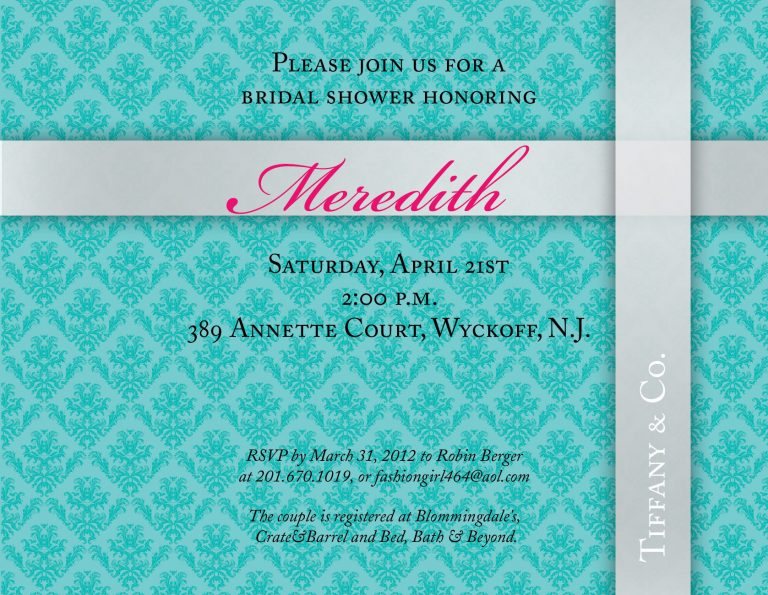 Please join us for a
bridal shower honoring
Meredith
Saturday, April 21st
2:00 p.m.
389 Annette Court, Wyckoff, N.J.
RSVP by March 31, 2012 to Robin Berger
at 201.670.1019, or fashiongirl464@aol.com
The couple is registered at Blommingdale's,
Crate&Barrel and Bed, Bath & Beyond.
Tiffany & Co.